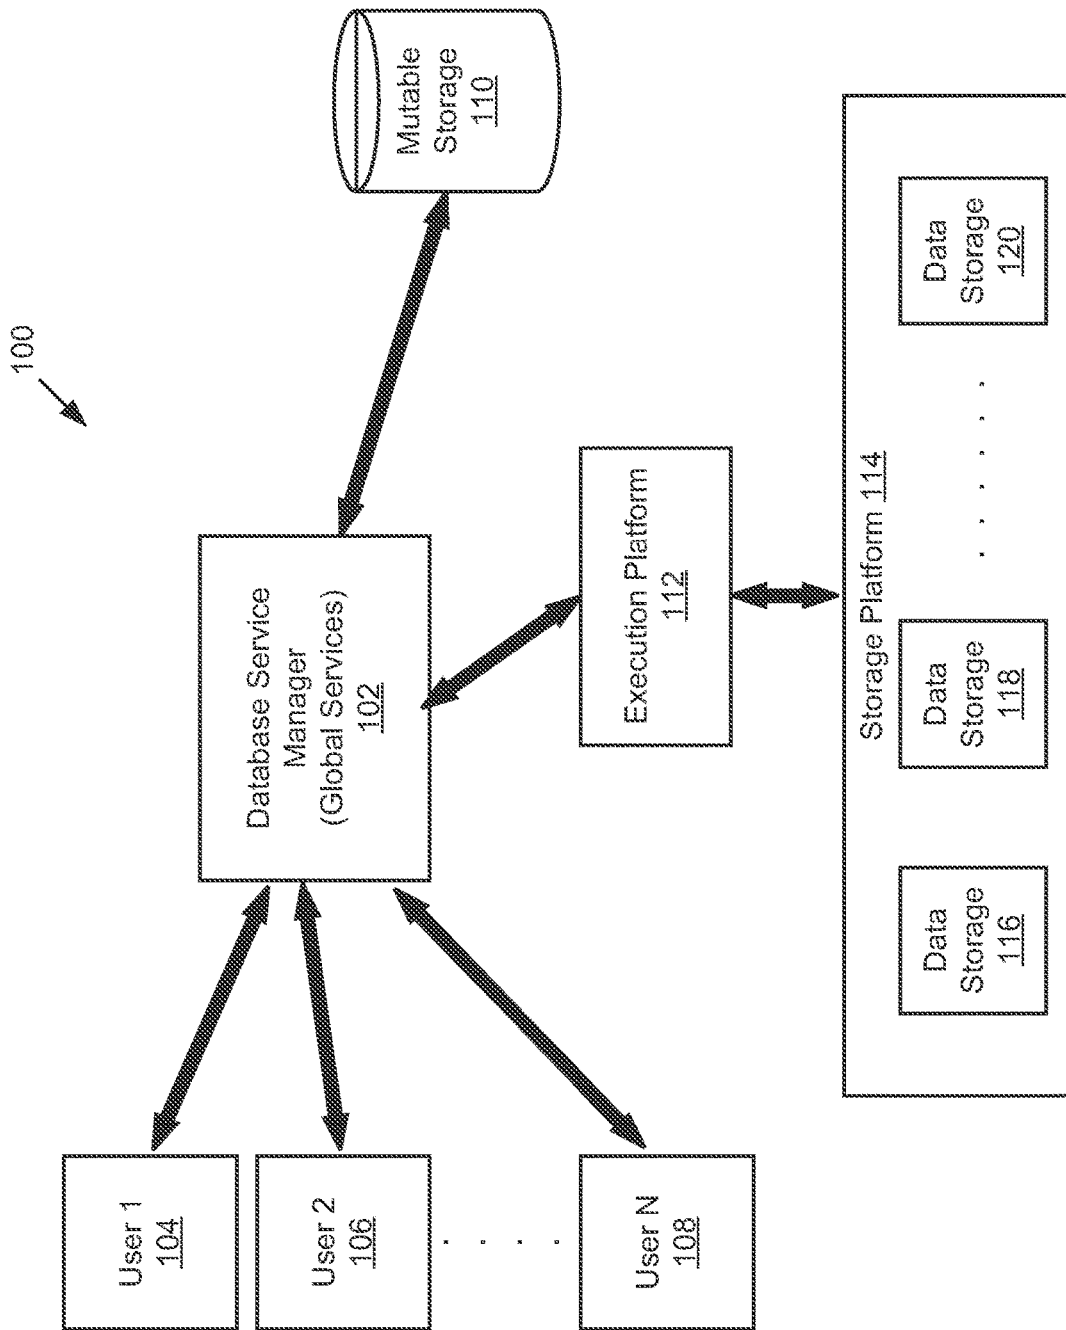 100
User 1
104
User 2
106
User N
108
Database Service
Manager
(Global Services)
102
Mutable
Storage
110
Execution Platform
112
Storage Platform 114
Data
Storage
116
Data
Storage
118
Data
Storage
120